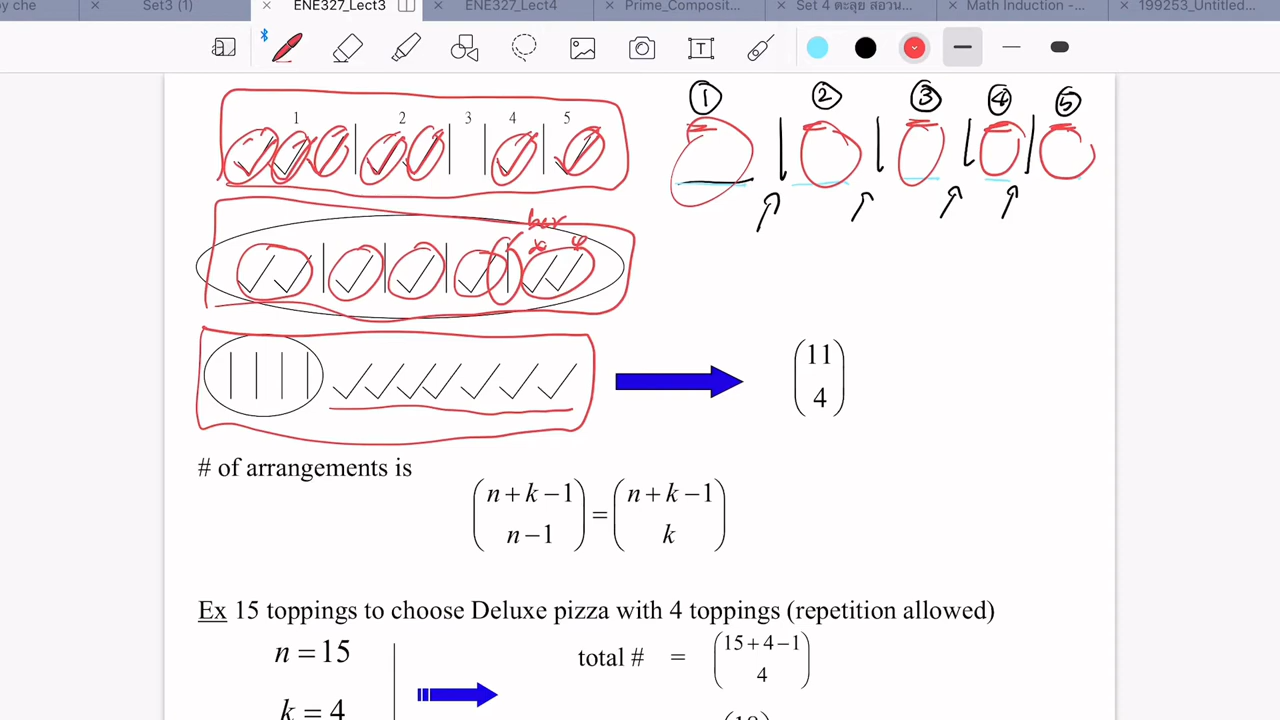 y che Set3 (1) ENE327_Lect3 ENE327_Lect4 Prime_Composit... Set 4 ตะลุย สอวน... Math Induction -... 199253_Untitled...
T
① ② ③ ④ ⑤
1 2 3 4 5
bar
(11
4)
# of arrangements is
(n + k − 1
n − 1) = (n + k − 1
k)
Ex 15 toppings to choose Deluxe pizza with 4 toppings (repetition allowed)
n = 15
total # = (15 + 4 − 1
4)
k = 4